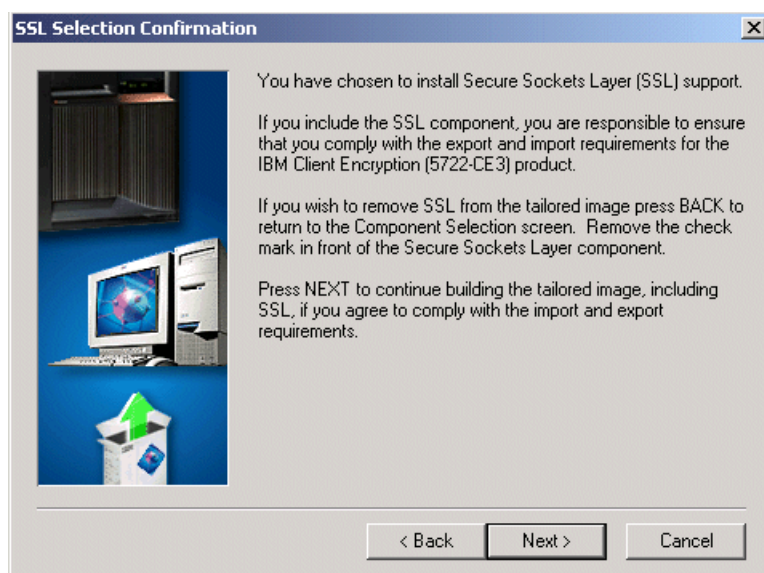 SSL Selection Confirmation
You have chosen to install Secure Sockets Layer (SSL) support.
If you include the SSL component, you are responsible to ensure
that you comply with the export and import requirements for the
IBM Client Encryption (5722-CE3) product.
If you wish to remove SSL from the tailored image press BACK to
return to the Component Selection screen.  Remove the check
mark in front of the Secure Sockets Layer component.
Press NEXT to continue building the tailored image, including
SSL, if you agree to comply with the import and export
requirements.
< Back
Next >
Cancel